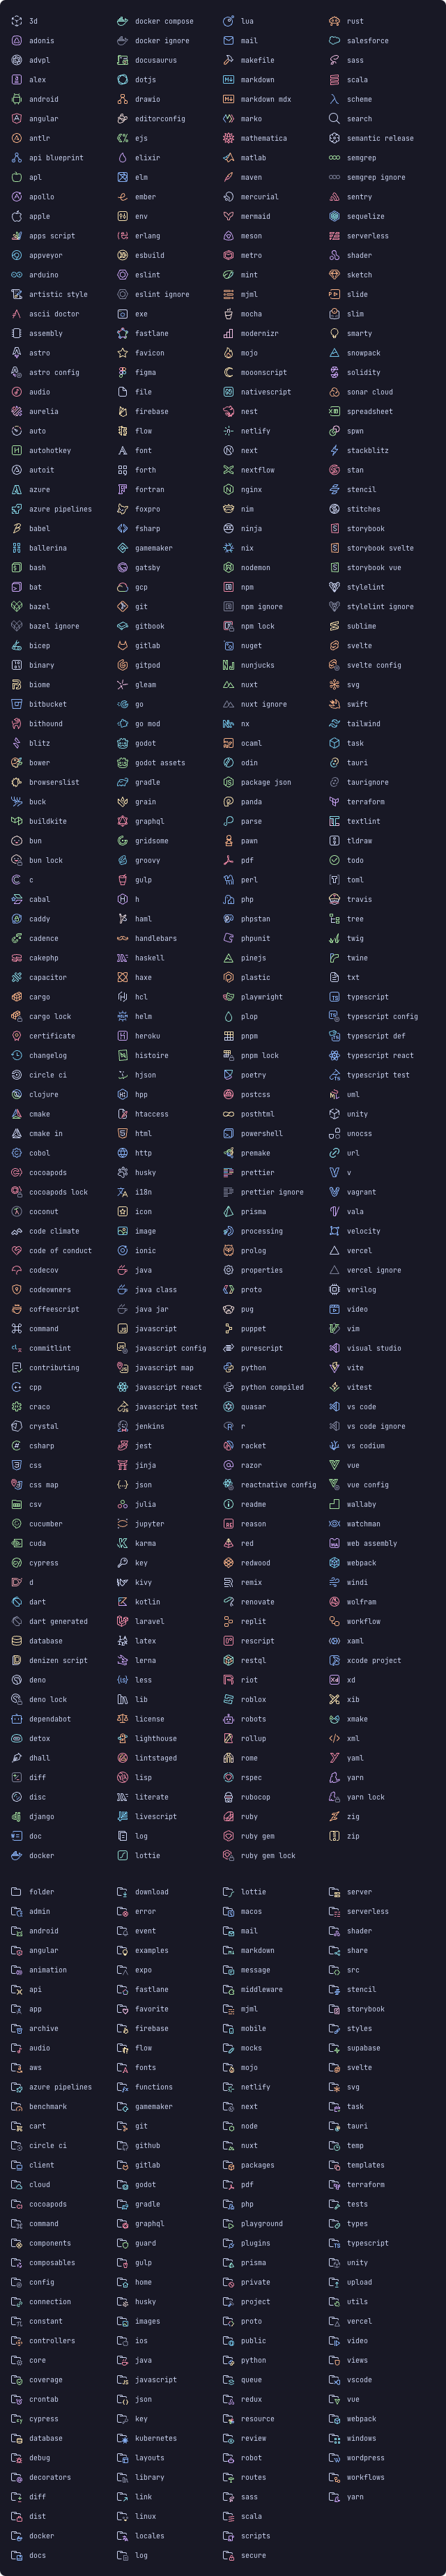 3d
adonis
advpl
alex
android
angular
antlr
api blueprint
apl
apollo
apple
apps script
appveyor
arduino
artistic style
ascii doctor
assembly
astro
astro config
audio
aurelia
auto
autohotkey
autoit
azure
azure pipelines
babel
ballerina
bash
bat
bazel
bazel ignore
bicep
binary
biome
bitbucket
bithound
blitz
bower
browserslist
buck
buildkite
bun
bun lock
c
cabal
caddy
cadence
cakephp
capacitor
cargo
cargo lock
certificate
changelog
circle ci
clojure
cmake
cmake in
cobol
cocoapods
cocoapods lock
coconut
code climate
code of conduct
codecov
codeowners
coffeescript
command
commitlint
contributing
cpp
craco
crystal
csharp
css
css map
csv
cucumber
cuda
cypress
d
dart
dart generated
database
denizen script
deno
deno lock
dependabot
detox
dhall
diff
disc
django
doc
docker
docker compose
docker ignore
docusaurus
dotjs
drawio
editorconfig
ejs
elixir
elm
ember
env
erlang
esbuild
eslint
eslint ignore
exe
fastlane
favicon
figma
file
firebase
flow
font
forth
fortran
foxpro
fsharp
gamemaker
gatsby
gcp
git
gitbook
gitlab
gitpod
gleam
go
go mod
godot
godot assets
gradle
grain
graphql
gridsome
groovy
gulp
h
haml
handlebars
haskell
haxe
hcl
helm
heroku
histoire
hjson
hpp
htaccess
html
http
husky
i18n
icon
image
ionic
java
java class
java jar
javascript
javascript config
javascript map
javascript react
javascript test
jenkins
jest
jinja
json
julia
jupyter
karma
key
kivy
kotlin
laravel
latex
lerna
less
lib
license
lighthouse
lintstaged
lisp
literate
livescript
log
lottie
lua
mail
makefile
markdown
markdown mdx
marko
mathematica
matlab
maven
mercurial
mermaid
meson
metro
mint
mjml
mocha
modernizr
mojo
mooonscript
nativescript
nest
netlify
next
nextflow
nginx
nim
ninja
nix
nodemon
npm
npm ignore
npm lock
nuget
nunjucks
nuxt
nuxt ignore
nx
ocaml
odin
package json
panda
parse
pawn
pdf
perl
php
phpstan
phpunit
pinejs
plastic
playwright
plop
pnpm
pnpm lock
poetry
postcss
posthtml
powershell
premake
prettier
prettier ignore
prisma
processing
prolog
properties
proto
pug
puppet
purescript
python
python compiled
quasar
r
racket
razor
reactnative config
readme
reason
red
redwood
remix
renovate
replit
rescript
restql
riot
roblox
robots
rollup
rome
rspec
rubocop
ruby
ruby gem
ruby gem lock
rust
salesforce
sass
scala
scheme
search
semantic release
semgrep
semgrep ignore
sentry
sequelize
serverless
shader
sketch
slide
slim
smarty
snowpack
solidity
sonar cloud
spreadsheet
spwn
stackblitz
stan
stencil
stitches
storybook
storybook svelte
storybook vue
stylelint
stylelint ignore
sublime
svelte
svelte config
svg
swift
tailwind
task
tauri
taurignore
terraform
textlint
tldraw
todo
toml
travis
tree
twig
twine
txt
typescript
typescript config
typescript def
typescript react
typescript test
uml
unity
unocss
url
v
vagrant
vala
velocity
vercel
vercel ignore
verilog
video
vim
visual studio
vite
vitest
vs code
vs code ignore
vs codium
vue
vue config
wallaby
watchman
web assembly
webpack
windi
wolfram
workflow
xaml
xcode project
xd
xib
xmake
xml
yaml
yarn
yarn lock
zig
zip
folder
admin
android
angular
animation
api
app
archive
audio
aws
azure pipelines
benchmark
cart
circle ci
client
cloud
cocoapods
command
components
composables
config
connection
constant
controllers
core
coverage
crontab
cypress
database
debug
decorators
diff
dist
docker
docs
download
error
event
examples
expo
fastlane
favorite
firebase
flow
fonts
functions
gamemaker
git
github
gitlab
godot
gradle
graphql
guard
gulp
home
husky
images
ios
java
javascript
json
key
kubernetes
layouts
library
link
linux
locales
log
lottie
macos
mail
markdown
message
middleware
mjml
mobile
mocks
mojo
netlify
next
node
nuxt
packages
pdf
php
playground
plugins
prisma
private
project
proto
public
python
queue
redux
resource
review
robot
routes
sass
scala
scripts
secure
server
serverless
shader
share
src
stencil
storybook
styles
supabase
svelte
svg
task
tauri
temp
templates
terraform
tests
types
typescript
unity
upload
utils
vercel
video
views
vscode
vue
webpack
windows
wordpress
workflows
yarn